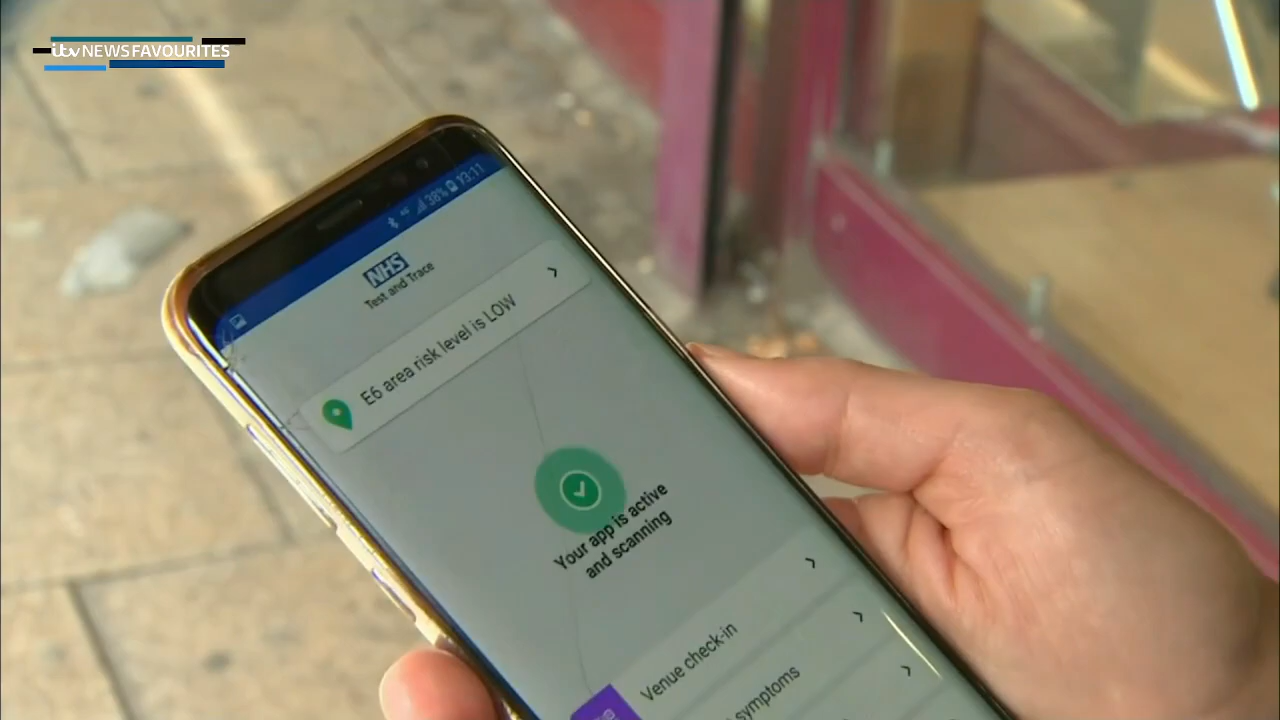 itv NEWS FAVOURITES
38% 13:11
NHS
Test and Trace
E6 area risk level is LOW
Your app is active
and scanning
Venue check-in
symptoms